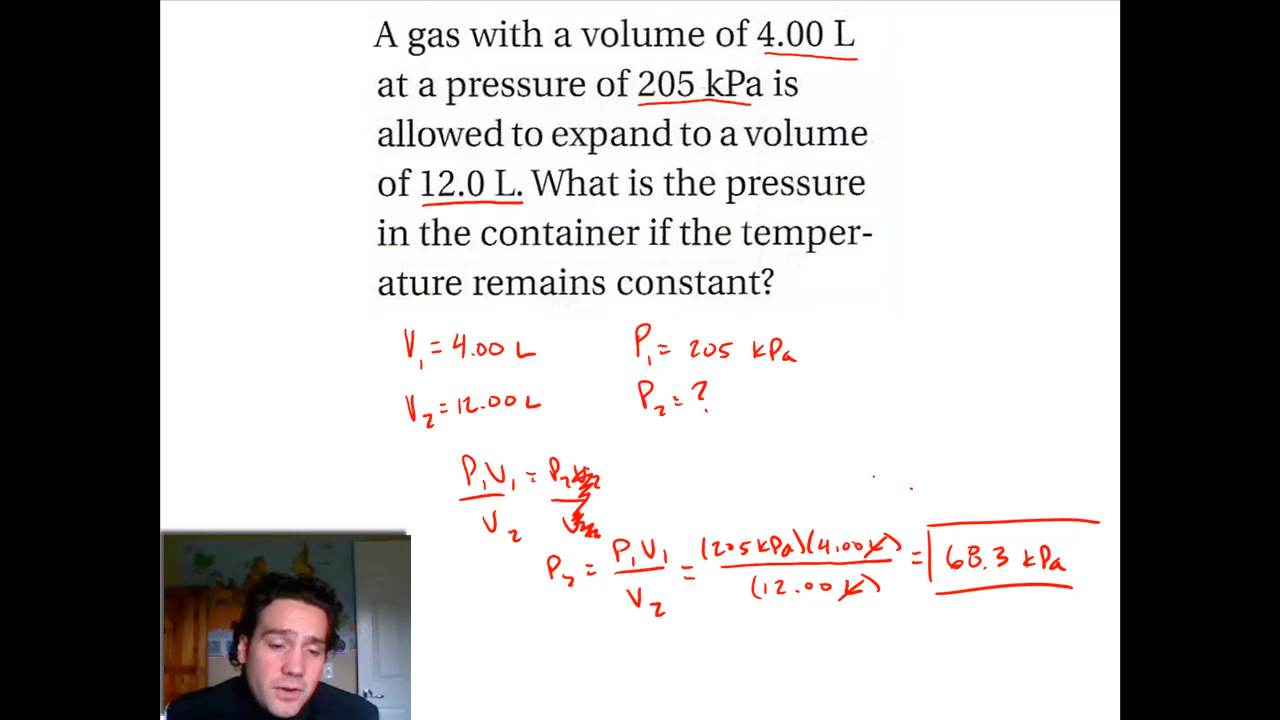 A gas with a volume of 4.00 L
at a pressure of 205 kPa is
allowed to expand to a volume
of 12.0 L. What is the pressure
in the container if the temper-
ature remains constant?
V₁ = 4.00 L P₁ = 205 kPa
V₂ = 12.00 L P₂ = ?
P₁V₁ = P₂V₂
V₂ V₂
P₂ = P₁V₁ = (205 kPa)(4.00 L) = 68.3 kPa
V₂ (12.00 L)